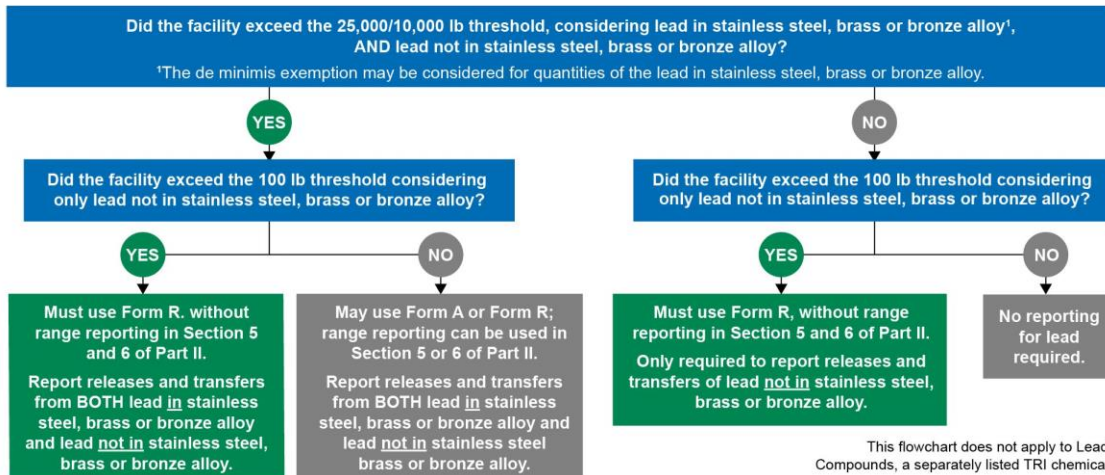 Did the facility exceed the 25,000/10,000 lb threshold, considering lead in stainless steel, brass or bronze alloy¹,
AND lead not in stainless steel, brass or bronze alloy?
¹The de minimis exemption may be considered for quantities of the lead in stainless steel, brass or bronze alloy.
YES
NO
Did the facility exceed the 100 lb threshold considering
only lead not in stainless steel, brass or bronze alloy?
Did the facility exceed the 100 lb threshold considering
only lead not in stainless steel, brass or bronze alloy?
YES
NO
YES
NO
Must use Form R. without
range reporting in Section 5
and 6 of Part II.
Report releases and transfers
from BOTH lead in stainless
steel, brass or bronze alloy
and lead not in stainless steel,
brass or bronze alloy.
May use Form A or Form R;
range reporting can be used in
Section 5 or 6 of Part II.
Report releases and transfers
from BOTH lead in stainless
steel, brass or bronze alloy and
lead not in stainless steel
brass or bronze alloy.
Must use Form R, without range
reporting in Section 5 and 6 of Part II.
Only required to report releases and
transfers of lead not in stainless steel,
brass or bronze alloy.
No reporting
for lead
required.
This flowchart does not apply to Lead
Compounds, a separately listed TRI chemica